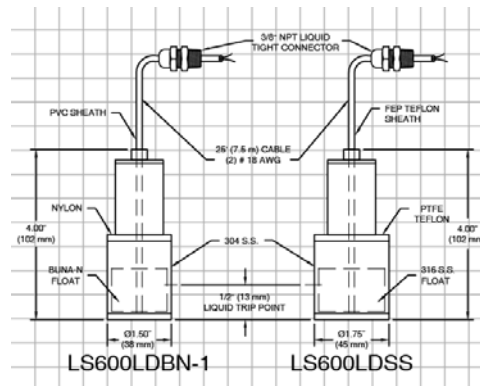 3/8" NPT LIQUID
TIGHT CONNECTOR
PVC SHEATH
FEP TEFLON
SHEATH
25' (7.5 m) CABLE
(2) # 18 AWG
NYLON
PTFE
TEFLON
4.00"
(102 mm)
4.00"
(102 mm)
304 S.S.
BUNA-N
FLOAT
316 S.S.
FLOAT
1/2" (13 mm)
LIQUID TRIP POINT
Ø1.50"
(38 mm)
Ø1.75"
(45 mm)
LS600LDBN-1
LS600LDSS